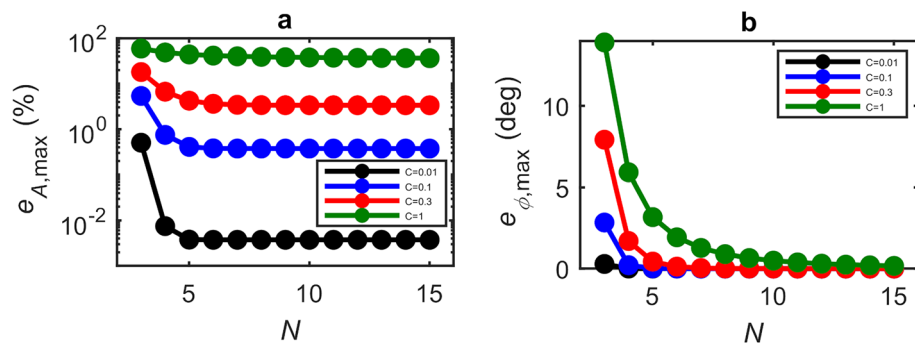 a
10^2
10^0
10^-2
e_A,max (%)
5
10
15
N
C=0.01
C=0.1
C=0.3
C=1
b
10
5
0
e_ϕ,max (deg)
5
10
15
N
C=0.01
C=0.1
C=0.3
C=1